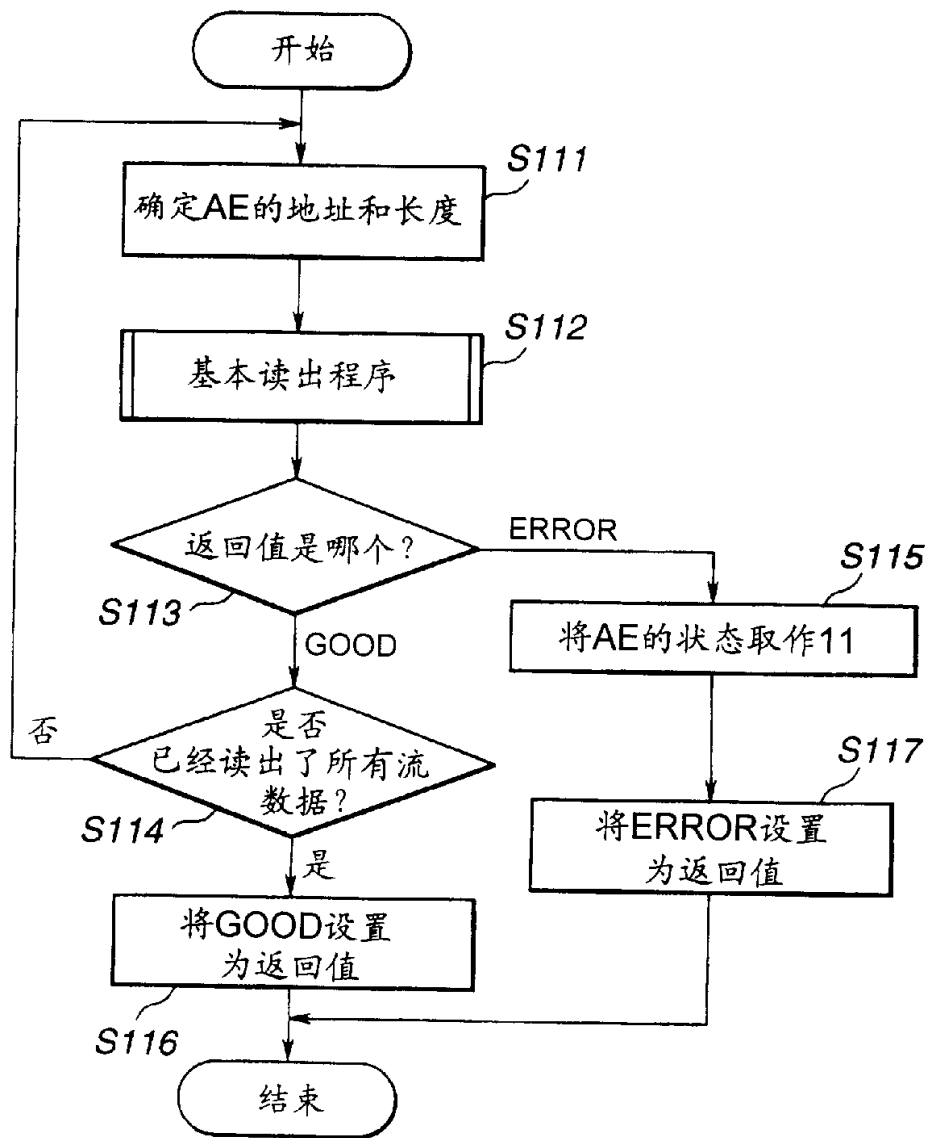 开始
S111
确定AE的地址和长度
S112
基本读出程序
返回值是哪个?
ERROR
S113
GOOD
S115
将AE的状态取作11
是否
已经读出了所有流
数据?
否
S114
是
S117
将ERROR设置
为返回值
将GOOD设置
为返回值
S116
结束